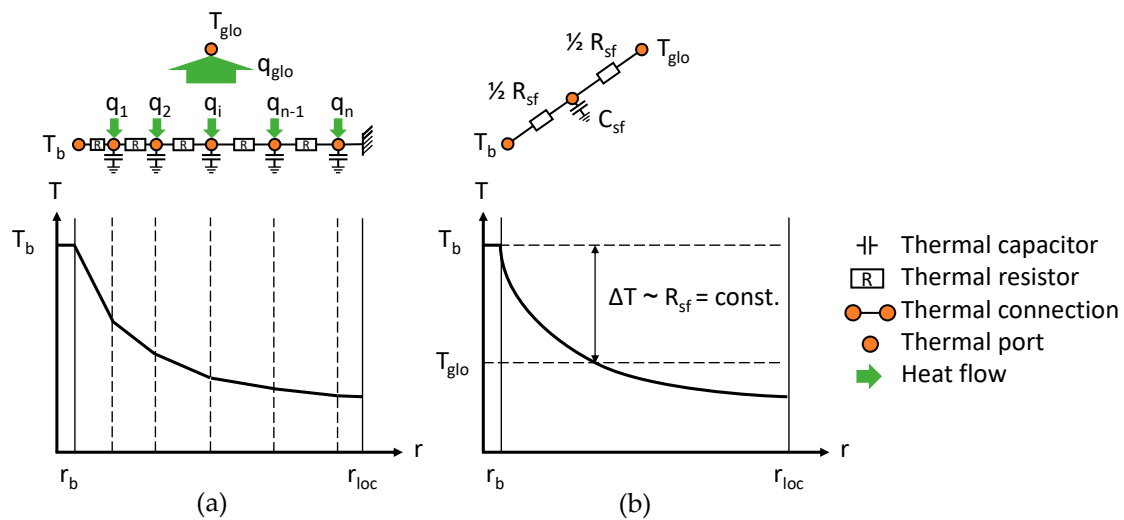 T_glo
q_glo
q_1 q_2 q_i q_n-1 q_n
T_b R R R R R
T
T_b
r
r_b r_loc
(a)
½ R_sf T_glo
½ R_sf
C_sf
T_b
T
T_b
ΔT ~ R_sf = const.
T_glo
r
r_b r_loc
(b)
Thermal capacitor
R Thermal resistor
Thermal connection
Thermal port
Heat flow